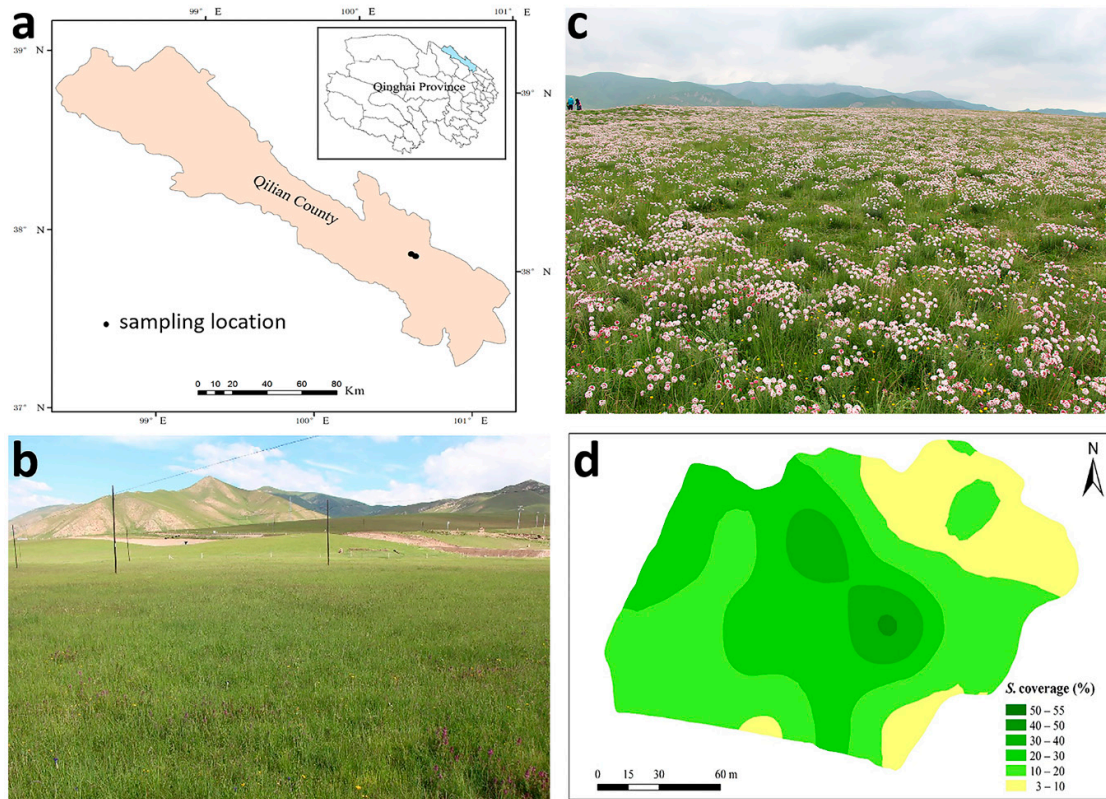 a
99° E
100° E
101° E
39° N
39° N
38° N
38° N
37° N
99° E
100° E
101° E
Qinghai Province
Qilian County
sampling location
0 10 20 40 60 80
Km
b
c
d
N
S. coverage (%)
50 – 55
40 – 50
30 – 40
20 – 30
10 – 20
3 – 10
0 15 30 60 m